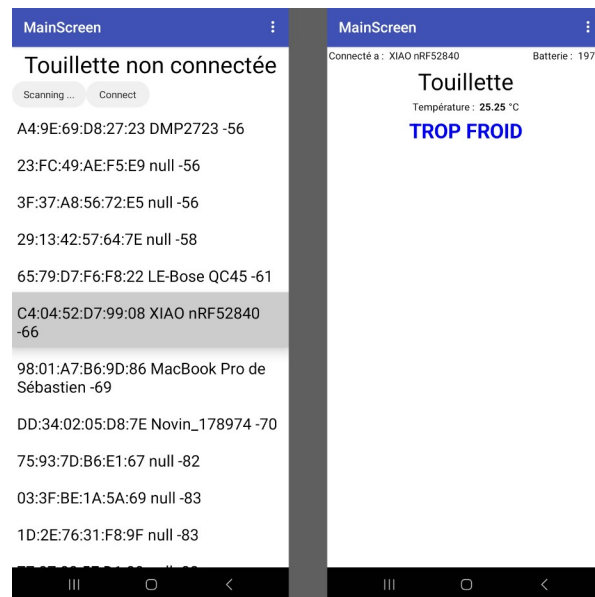 MainScreen
Touillette non connectée
Scanning ... Connect
A4:9E:69:D8:27:23 DMP2723 -56
23:FC:49:AE:F5:E9 null -56
3F:37:A8:56:72:E5 null -56
29:13:42:57:64:7E null -58
65:79:D7:F6:F8:22 LE-Bose QC45 -61
C4:04:52:D7:99:08 XIAO nRF52840
-66
98:01:A7:B6:9D:86 MacBook Pro de
Sébastien -69
DD:34:02:05:D8:7E Novin_178974 -70
75:93:7D:B6:E1:67 null -82
03:3F:BE:1A:5A:69 null -83
1D:2E:76:31:F8:9F null -83
MainScreen
Connecté a : XIAO nRF52840 Batterie : 197
Touillette
Température : 25.25 °C
TROP FROID